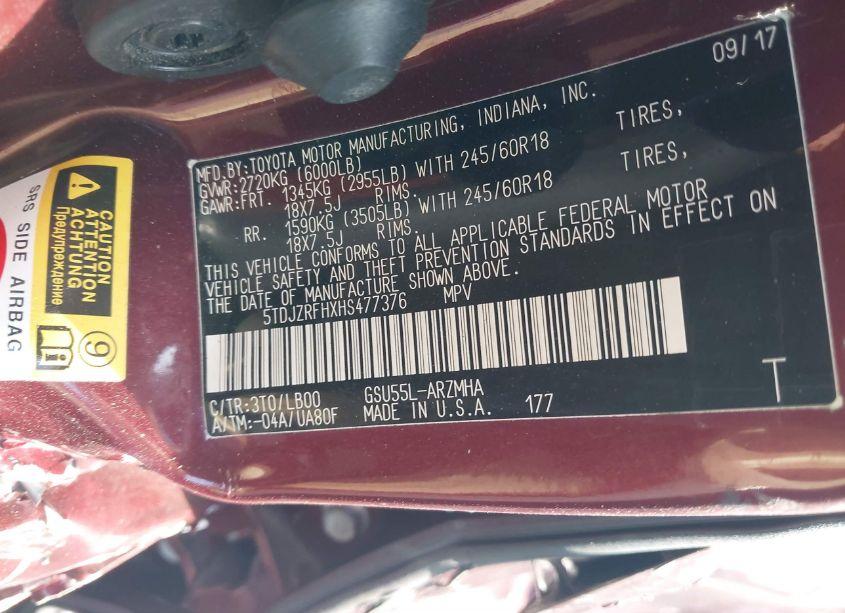 09/17
MFD.BY:TOYOTA MOTOR MANUFACTURING, INDIANA, INC.
GVWR:2720KG (6000LB)
GAWR:FRT. 1345KG (2955LB) WITH 245/60R18 TIRES,
18X7.5J RIMS.
RR. 1590KG (3505LB) WITH 245/60R18 TIRES,
18X7.5J RIMS.
THIS VEHICLE CONFORMS TO ALL APPLICABLE FEDERAL MOTOR
VEHICLE SAFETY AND THEFT PREVENTION STANDARDS IN EFFECT ON
THE DATE OF MANUFACTURE SHOWN ABOVE.
5TDJZRFHXHS477376 MPV
C/TR:3T0/LB00 GSU55L-ARZMHA
A/TM:-04A/UA80F MADE IN U.S.A. 177
T
SRS SIDE AIRBAG
CAUTION
ATTENTION
ACHTUNG
Предупреждение
9